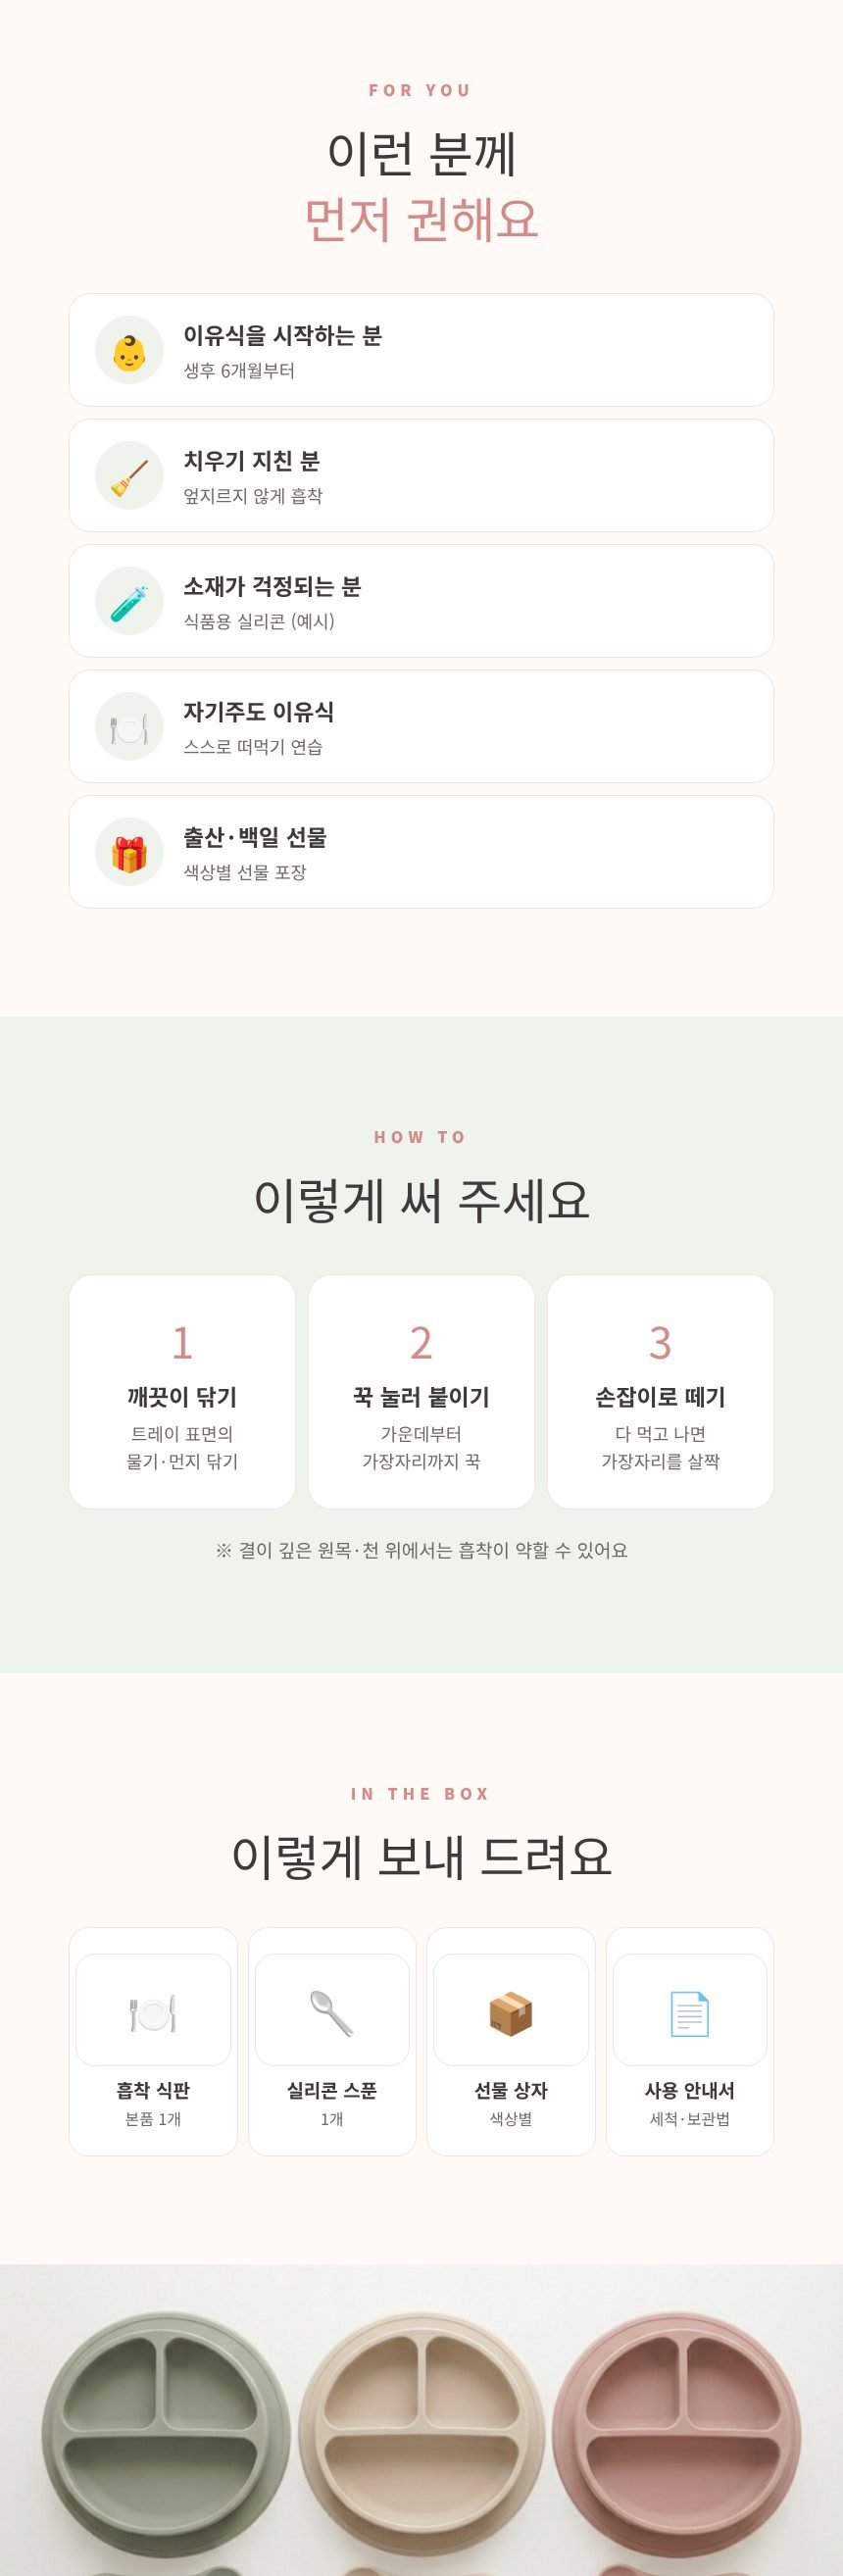 FOR YOU
이런 분께
먼저 권해요
이유식을 시작하는 분
생후 6개월부터
치우기 지친 분
엎지르지 않게 흡착
소재가 걱정되는 분
식품용 실리콘 (예시)
자기주도 이유식
스스로 떠먹기 연습
출산·백일 선물
색상별 선물 포장
HOW TO
이렇게 써 주세요
1
깨끗이 닦기
트레이 표면의
물기·먼지 닦기
2
꾹 눌러 붙이기
가운데부터
가장자리까지 꾹
3
손잡이로 떼기
다 먹고 나면
가장자리를 살짝
※ 결이 깊은 원목·천 위에서는 흡착이 약할 수 있어요
IN THE BOX
이렇게 보내 드려요
흡착 식판
본품 1개
실리콘 스푼
1개
선물 상자
색상별
사용 안내서
세척·보관법